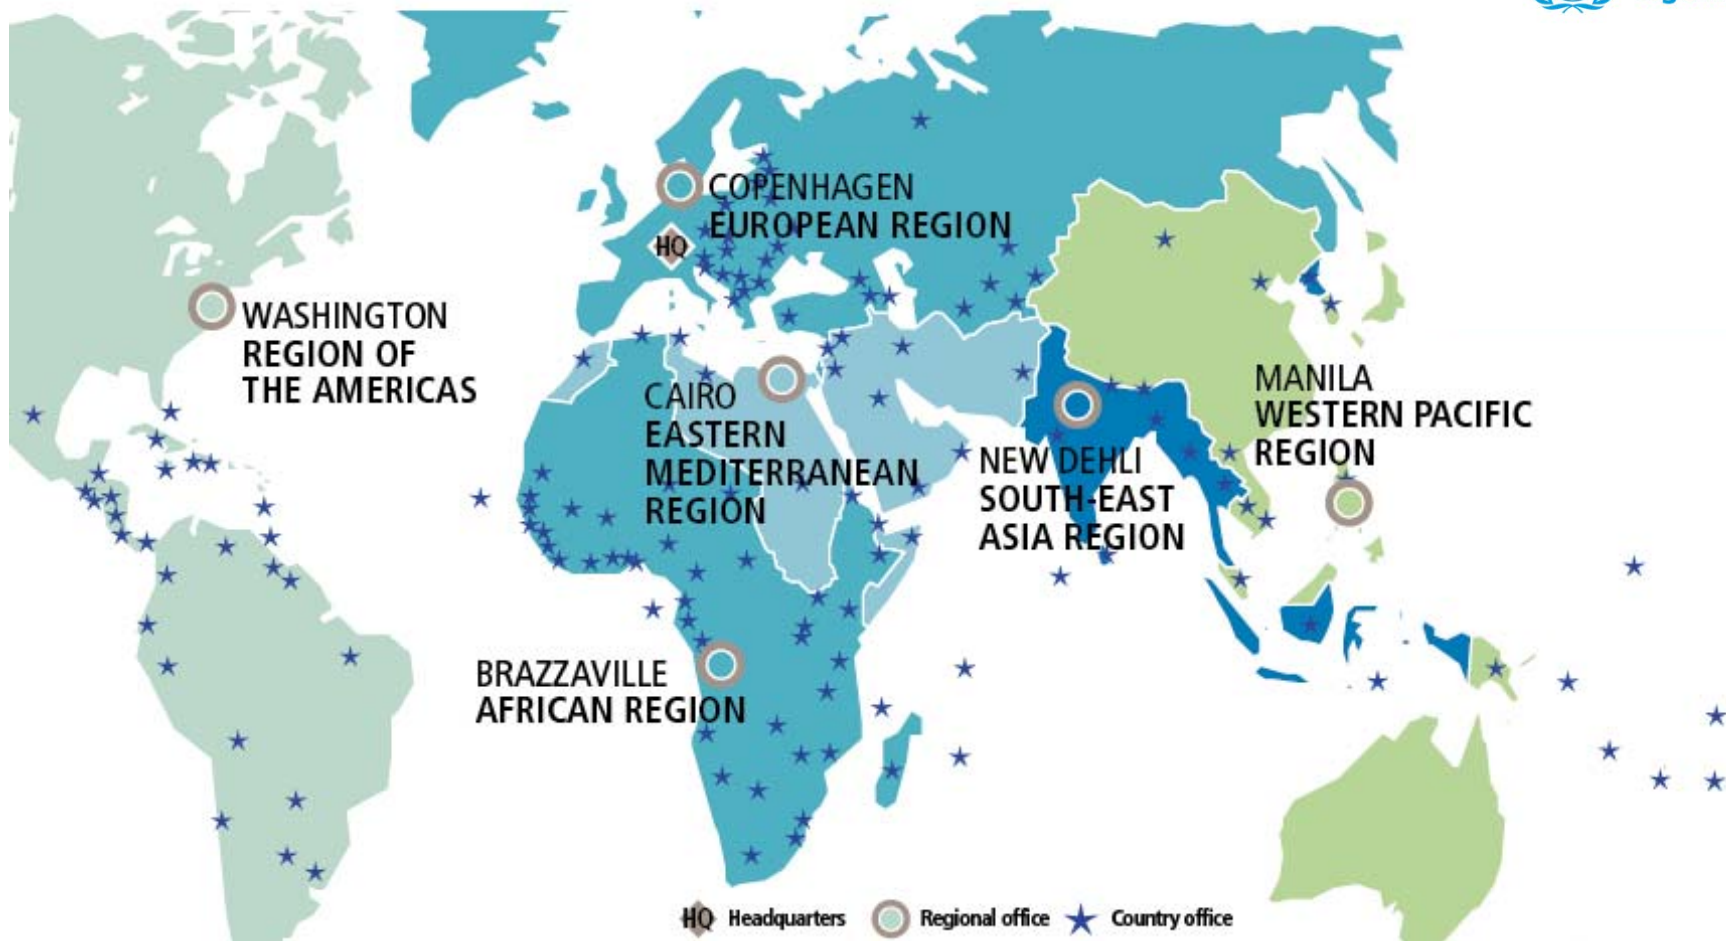 COPENHAGEN
EUROPEAN REGION
HQ
WASHINGTON
REGION OF
THE AMERICAS
CAIRO
EASTERN
MEDITERRANEAN
REGION
MANILA
WESTERN PACIFIC
REGION
NEW DEHLI
SOUTH-EAST
ASIA REGION
BRAZZAVILLE
AFRICAN REGION
HQ Headquarters Regional office Country office